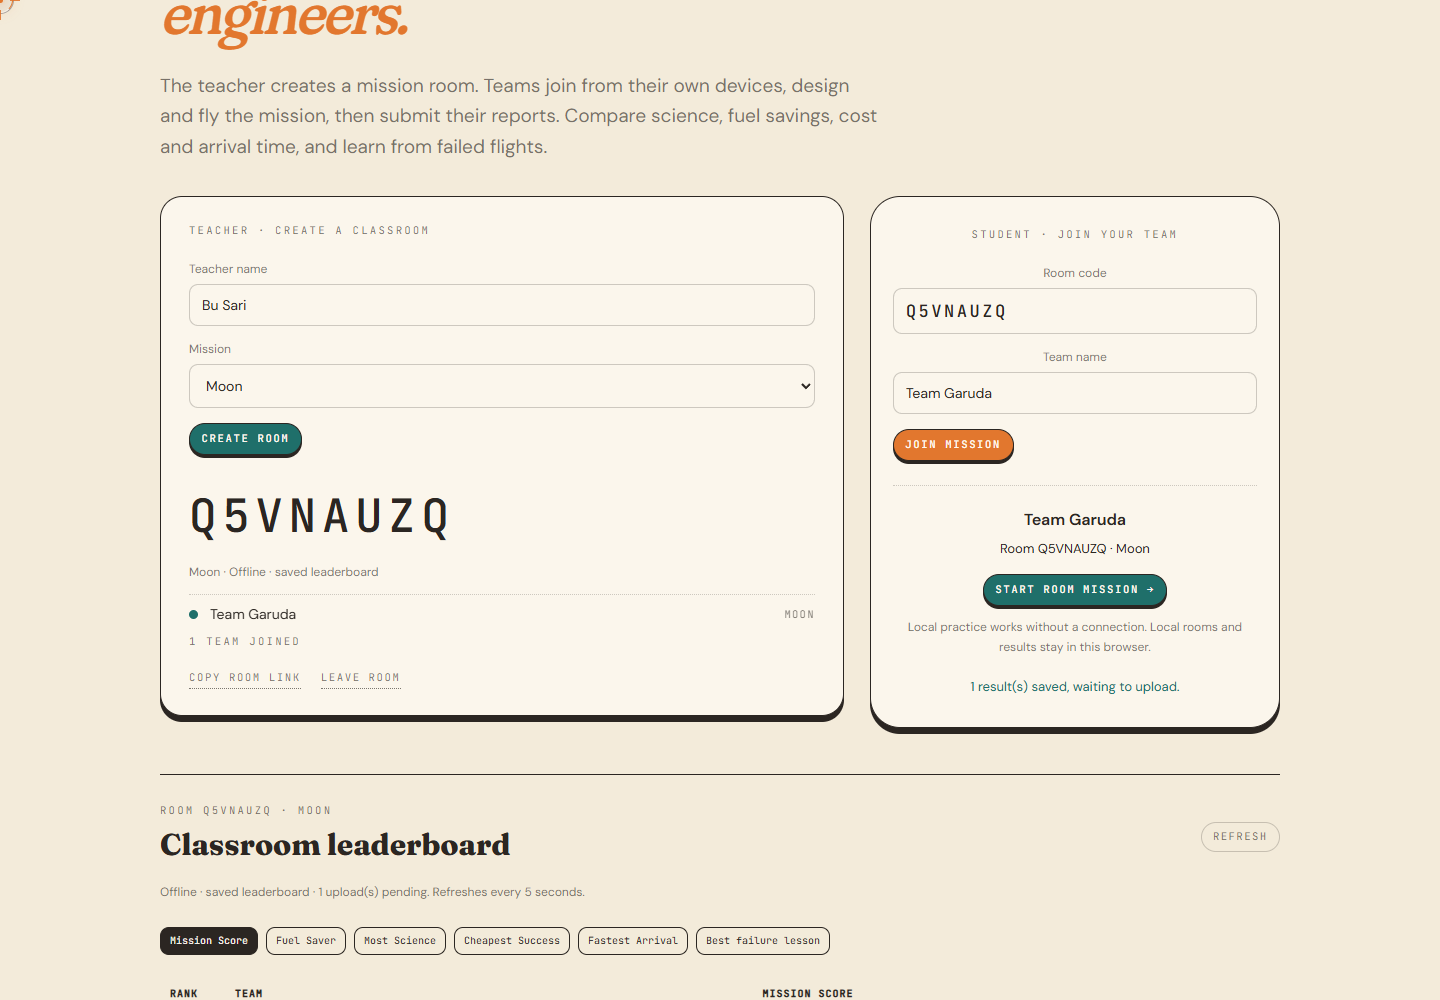 engineers.
The teacher creates a mission room. Teams join from their own devices, design
and fly the mission, then submit their reports. Compare science, fuel savings, cost
and arrival time, and learn from failed flights.
TEACHER · CREATE A CLASSROOM
Teacher name
Bu Sari
Mission
Moon
CREATE ROOM
Q5VNAUZQ
Moon · Offline · saved leaderboard
Team Garuda
MOON
1 TEAM JOINED
COPY ROOM LINK
LEAVE ROOM
STUDENT · JOIN YOUR TEAM
Room code
Q5VNAUZQ
Team name
Team Garuda
JOIN MISSION
Team Garuda
Room Q5VNAUZQ · Moon
START ROOM MISSION →
Local practice works without a connection. Local rooms and
results stay in this browser.
1 result(s) saved, waiting to upload.
ROOM Q5VNAUZQ · MOON
Classroom leaderboard
REFRESH
Offline · saved leaderboard · 1 upload(s) pending. Refreshes every 5 seconds.
Mission Score
Fuel Saver
Most Science
Cheapest Success
Fastest Arrival
Best failure lesson
RANK
TEAM
MISSION SCORE